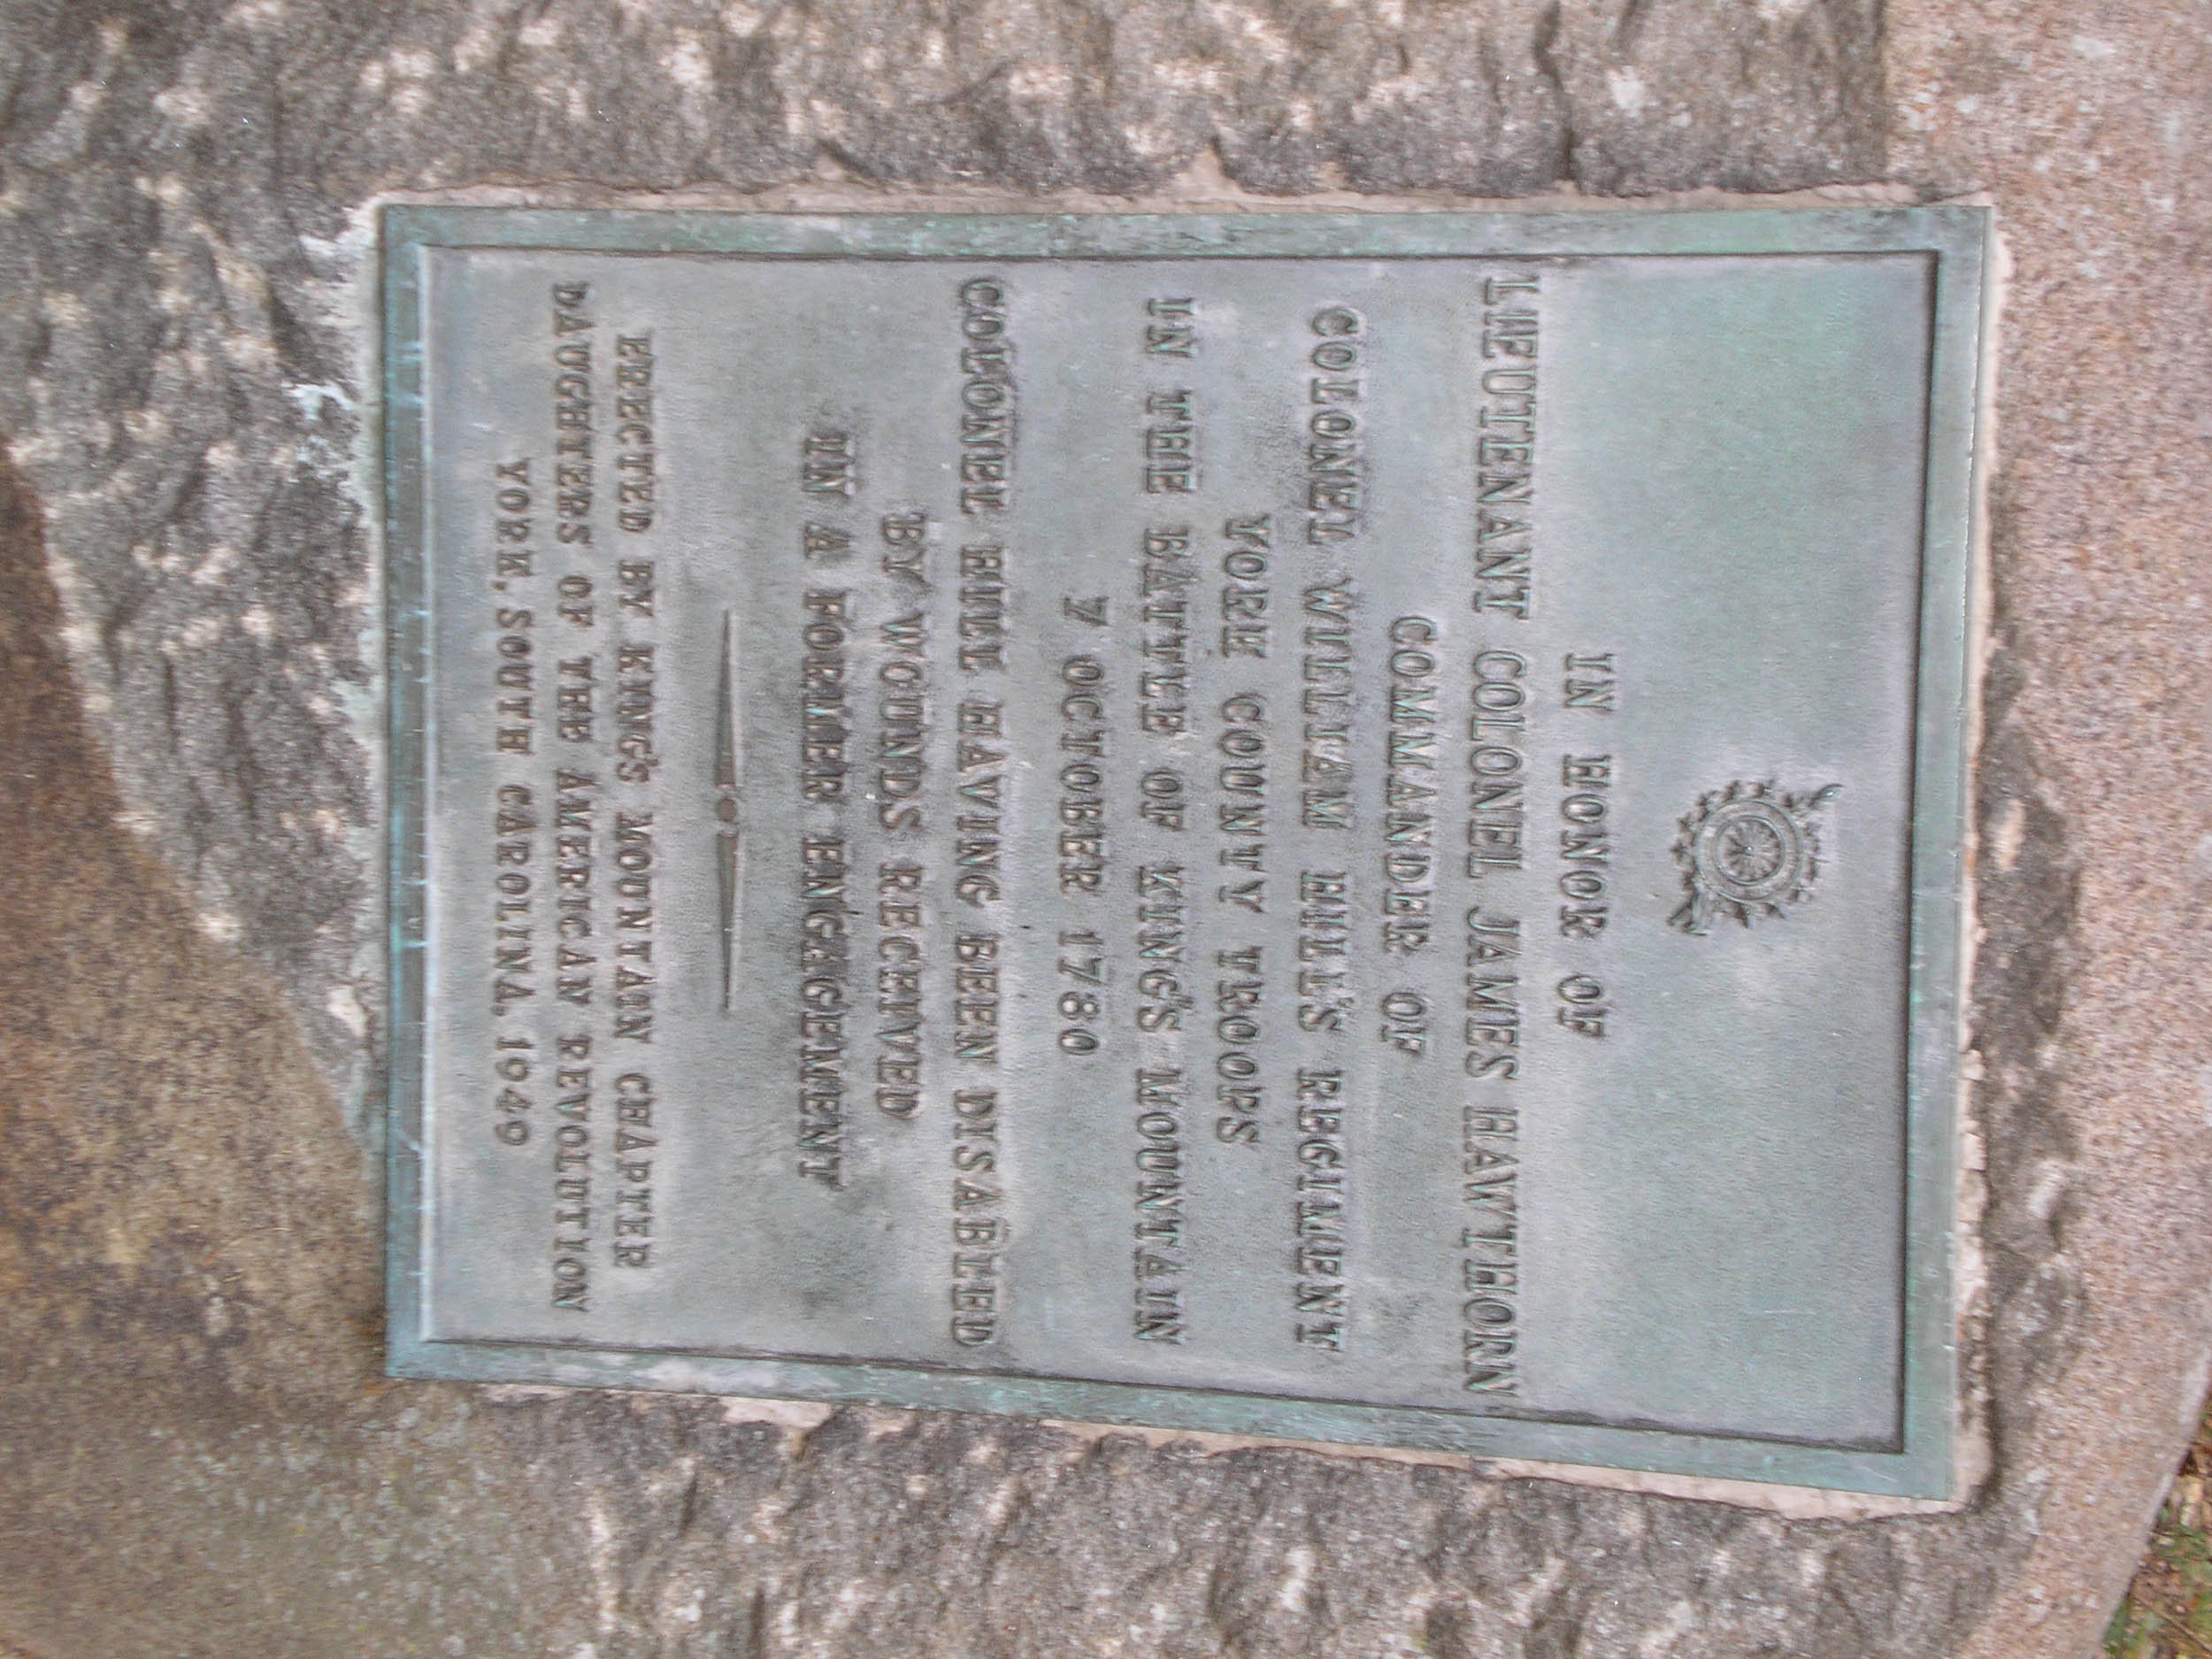 IN HONOR OF
LIEUTENANT COLONEL JAMES HAWTHORN
COMMANDER OF
COLONEL WILLIAM HILL'S REGIMENT
YORK COUNTY TROOPS
IN THE BATTLE OF KING'S MOUNTAIN
7 OCTOBER 1780
COLONEL HILL HAVING BEEN DISABLED
BY WOUNDS RECEIVED
IN A FORMER ENGAGEMENT
ERECTED BY KING'S MOUNTAIN CHAPTER
DAUGHTERS OF THE AMERICAN REVOLUTION
YORK, SOUTH CAROLINA, 1949